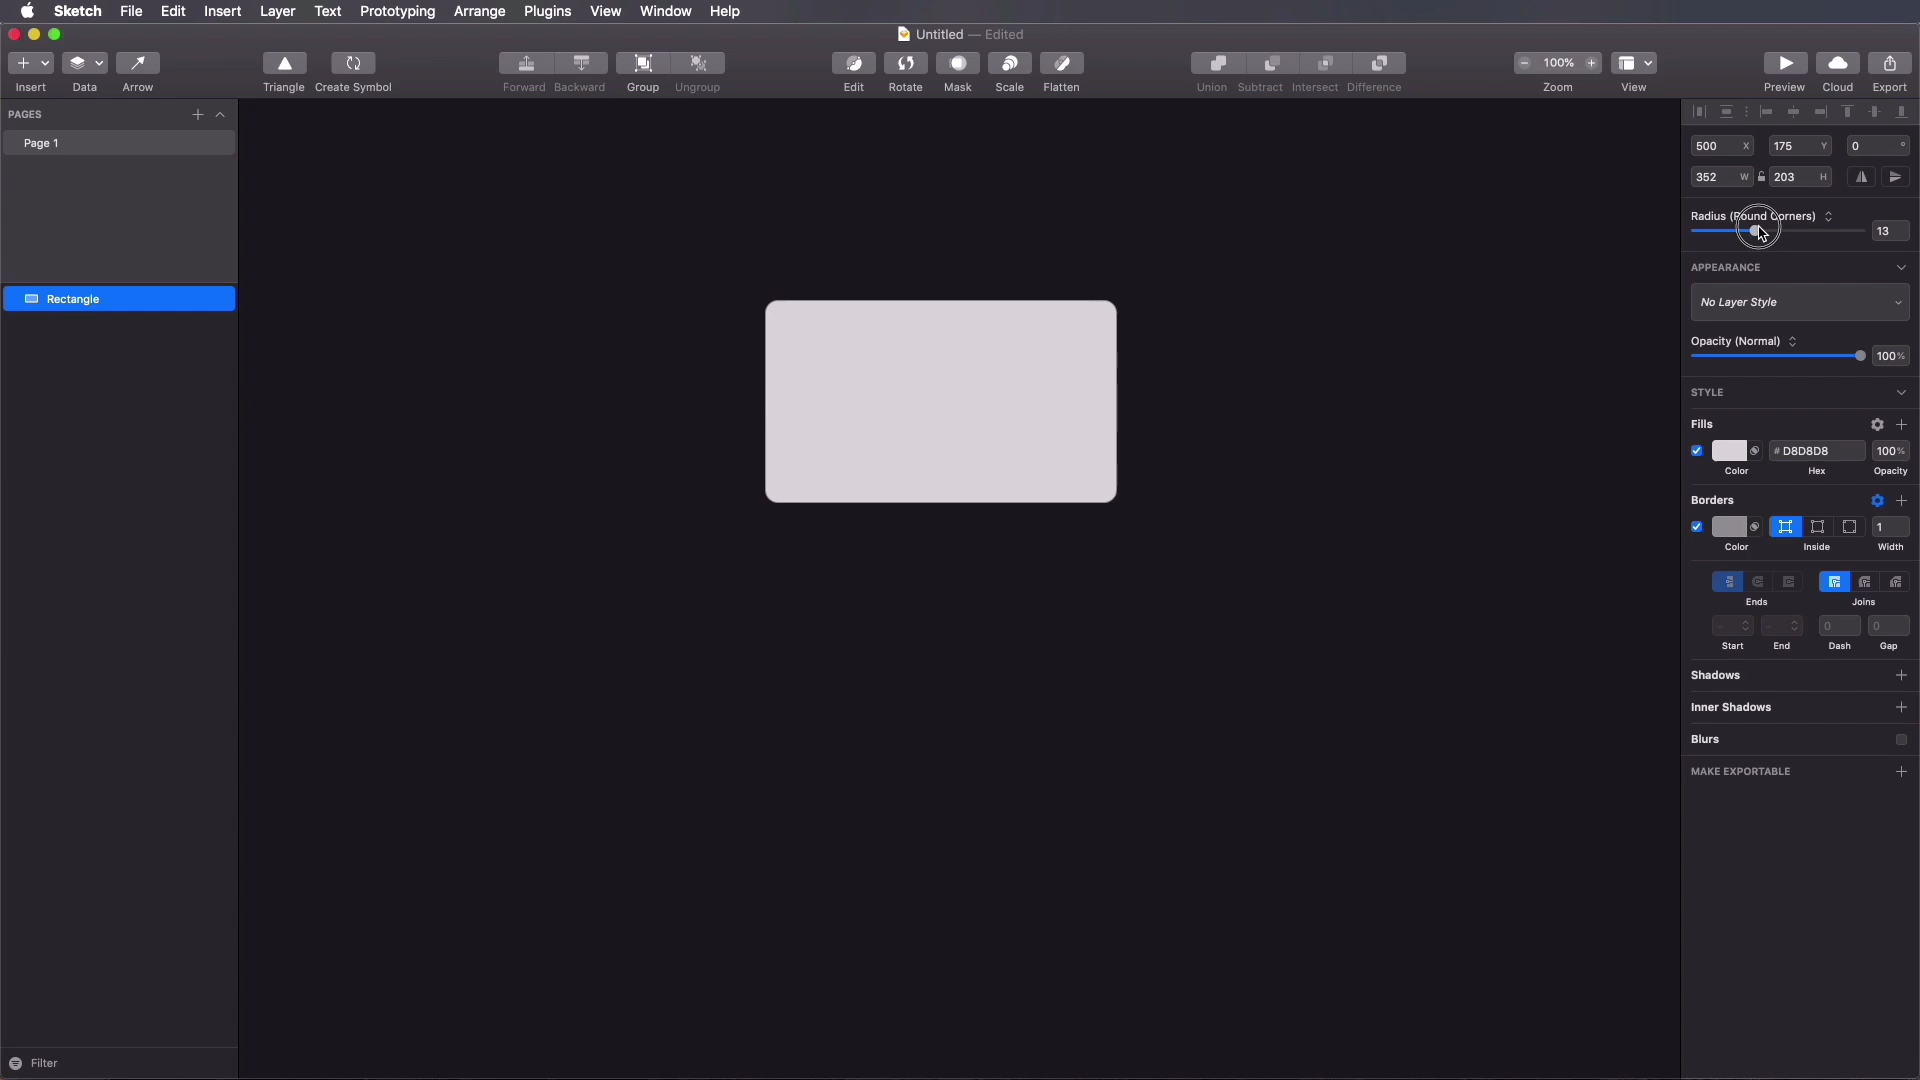 Sketch File Edit Insert Layer Text Prototyping Arrange Plugins View Window Help
Untitled — Edited
100%
Insert Data Arrow Triangle Create Symbol Forward Backward Group Ungroup Edit Rotate Mask Scale Flatten Union Subtract Intersect Difference Zoom View Preview Cloud Export
PAGES
Page 1
Rectangle
Filter
500 X 175 Y 0 °
352 W 203 H
Radius (Round Corners)
13
APPEARANCE
No Layer Style
Opacity (Normal)
100%
STYLE
Fills
# D8D8D8 100%
Color Hex Opacity
Borders
1
Color Inside Width
Ends Joins
– – 0 0
Start End Dash Gap
Shadows
Inner Shadows
Blurs
MAKE EXPORTABLE